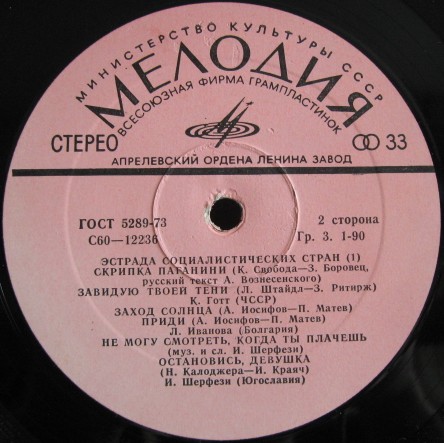 МИНИСТЕРСТВО КУЛЬТУРЫ СССР
МЕЛОДИЯ
ВСЕСОЮЗНАЯ ФИРМА ГРАМПЛАСТИНОК
СТЕРЕО
33
АПРЕЛЕВСКИЙ ОРДЕНА ЛЕНИНА ЗАВОД
ГОСТ 5289-73
2 сторона
С60—12236
Гр. 3. 1-90
ЭСТРАДА СОЦИАЛИСТИЧЕСКИХ СТРАН (1)
СКРИПКА ПАГАНИНИ (К. Свобода—З. Боровец,
русский текст А. Вознесенского)
ЗАВИДУЮ ТВОЕЙ ТЕНИ (Л. Штайдл—З. Ритирж)
К. Готт (ЧССР)
ЗАХОД СОЛНЦА (А. Иосифов—П. Матев)
ПРИДИ (А. Иосифов—П. Матев)
Л. Иванова (Болгария)
НЕ МОГУ СМОТРЕТЬ, КОГДА ТЫ ПЛАЧЕШЬ
(муз. и сл. И. Шерфези)
ОСТАНОВИСЬ, ДЕВУШКА
(Н. Калоджера—И. Краяч)
И. Шерфези (Югославия)